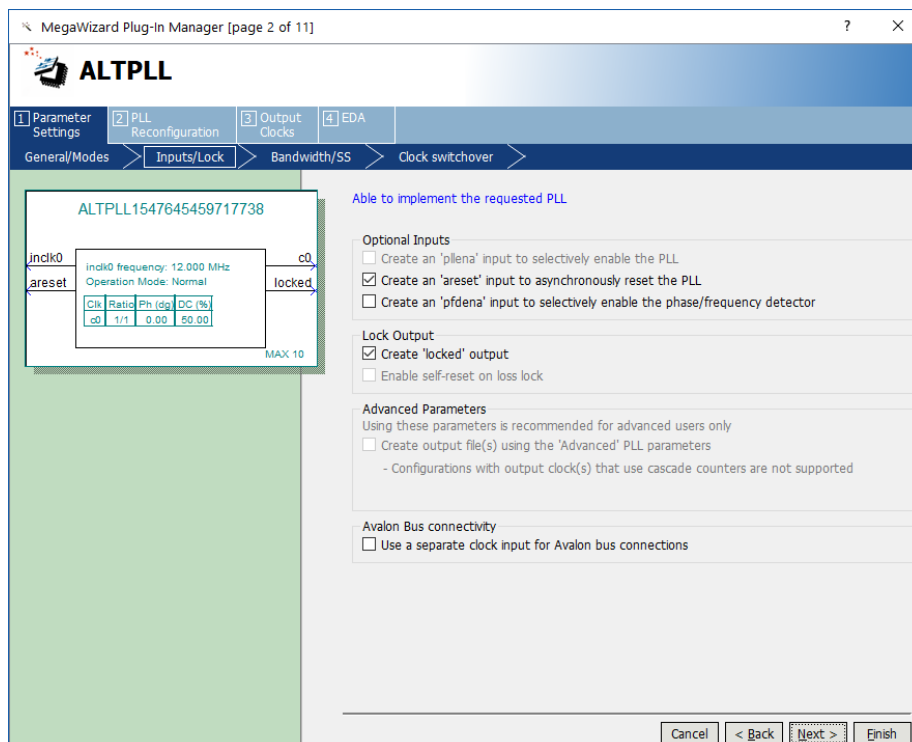 MegaWizard Plug-In Manager [page 2 of 11]
ALTPLL
1 Parameter Settings
2 PLL Reconfiguration
3 Output Clocks
4 EDA
General/Modes
Inputs/Lock
Bandwidth/SS
Clock switchover
ALTPLL1547645459717738
inclk0
areset
inclk0 frequency: 12.000 MHz
Operation Mode: Normal
Clk Ratio Ph (dg) DC (%)
c0 1/1 0.00 50.00
c0
locked
MAX 10
Able to implement the requested PLL
Optional Inputs
Create an 'pllena' input to selectively enable the PLL
Create an 'areset' input to asynchronously reset the PLL
Create an 'pfdena' input to selectively enable the phase/frequency detector
Lock Output
Create 'locked' output
Enable self-reset on loss lock
Advanced Parameters
Using these parameters is recommended for advanced users only
Create output file(s) using the 'Advanced' PLL parameters
- Configurations with output clock(s) that use cascade counters are not supported
Avalon Bus connectivity
Use a separate clock input for Avalon bus connections
Cancel
< Back
Next >
Finish